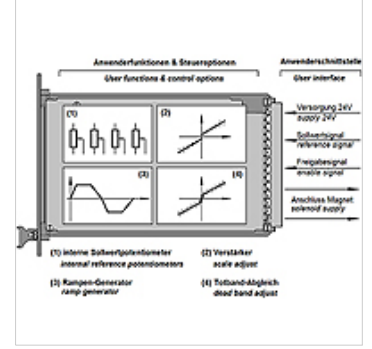 Anwenderfunktionen & Steueroptionen
User functions & control options
Anwenderschnittstelle
User interface
(1)
(2)
(3)
(4)
Versorgung 24V
supply 24V
Sollwertsignal
reference signal
Freigabesignal
enable signal
Anschluss Magnet
solenoid supply
(1) interne Sollwertpotentiometer
internal reference potentiometers
(2) Verstärker
scale adjust
(3) Rampen-Generator
ramp generator
(4) Totband-Abgleich
dead band adjust